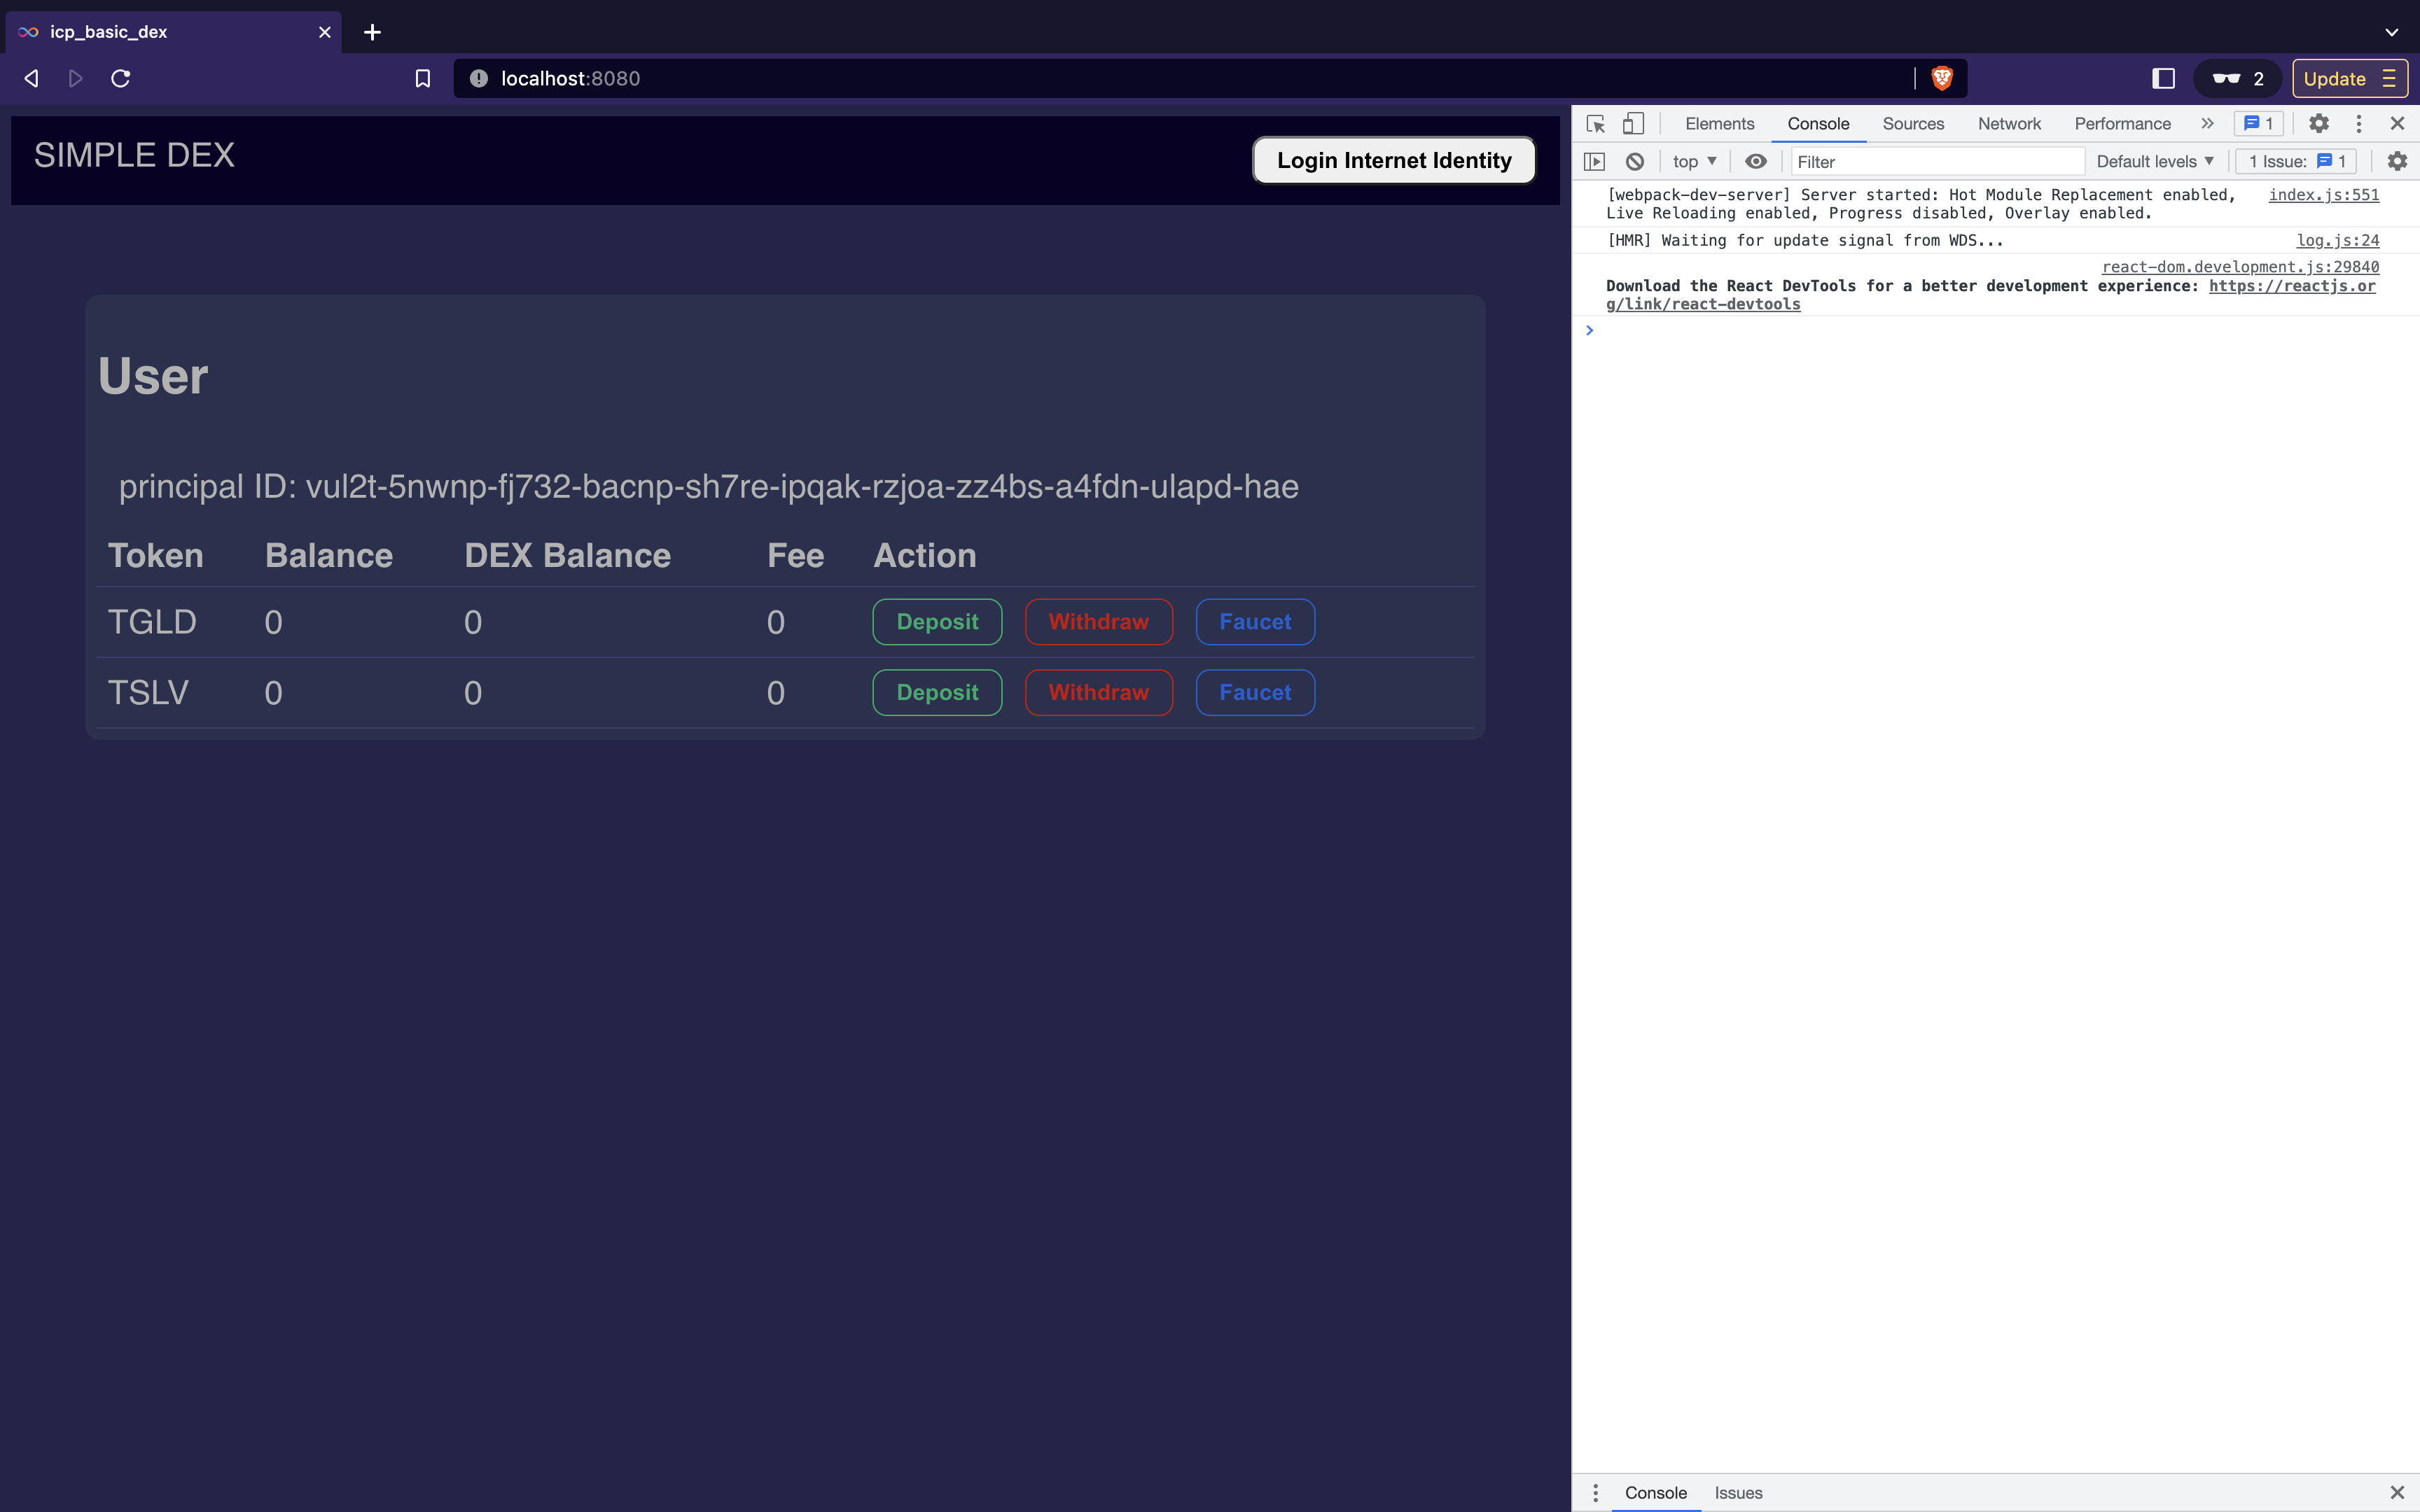 icp_basic_dex
localhost:8080
2
Update
SIMPLE DEX
Login Internet Identity
User
principal ID: vul2t-5nwnp-fj732-bacnp-sh7re-ipqak-rzjoa-zz4bs-a4fdn-ulapd-hae
Token Balance DEX Balance Fee Action
TGLD 0 0 0 Deposit Withdraw Faucet
TSLV 0 0 0 Deposit Withdraw Faucet
Elements Console Sources Network Performance 1
top Filter Default levels 1 Issue: 1
[webpack-dev-server] Server started: Hot Module Replacement enabled, index.js:551
Live Reloading enabled, Progress disabled, Overlay enabled.
[HMR] Waiting for update signal from WDS... log.js:24
react-dom.development.js:29840
Download the React DevTools for a better development experience: https://reactjs.or
g/link/react-devtools
Console Issues